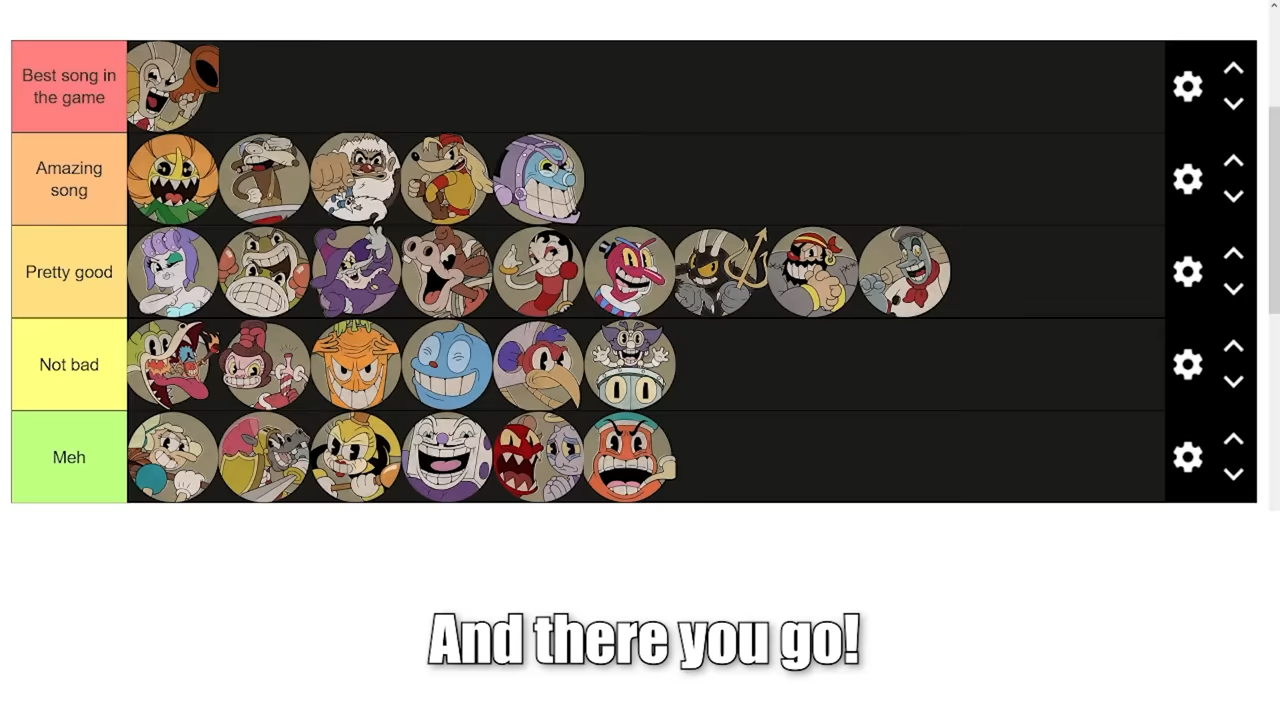 Best song in
the game
Amazing
song
Pretty good
Not bad
Meh
And there you go!